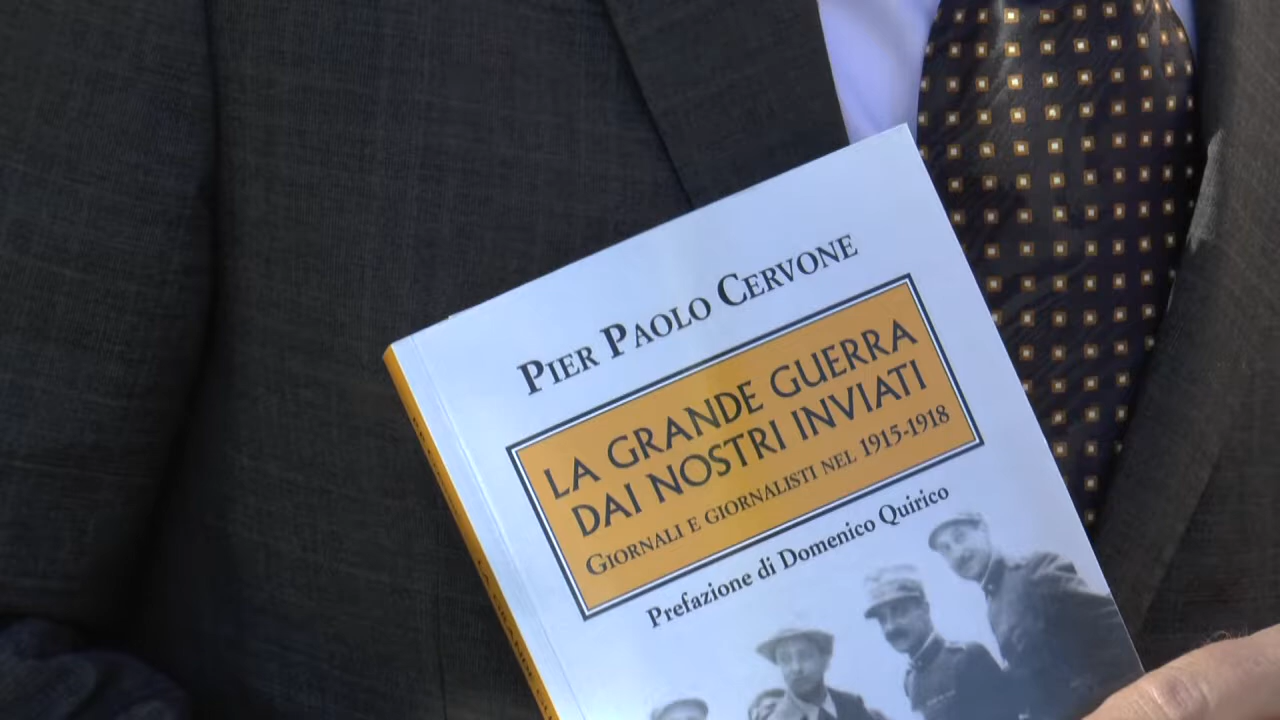 PIER PAOLO CERVONE
LA GRANDE GUERRA
DAI NOSTRI INVIATI
GIORNALI E GIORNALISTI NEL 1915-1918
Prefazione di Domenico Quirico